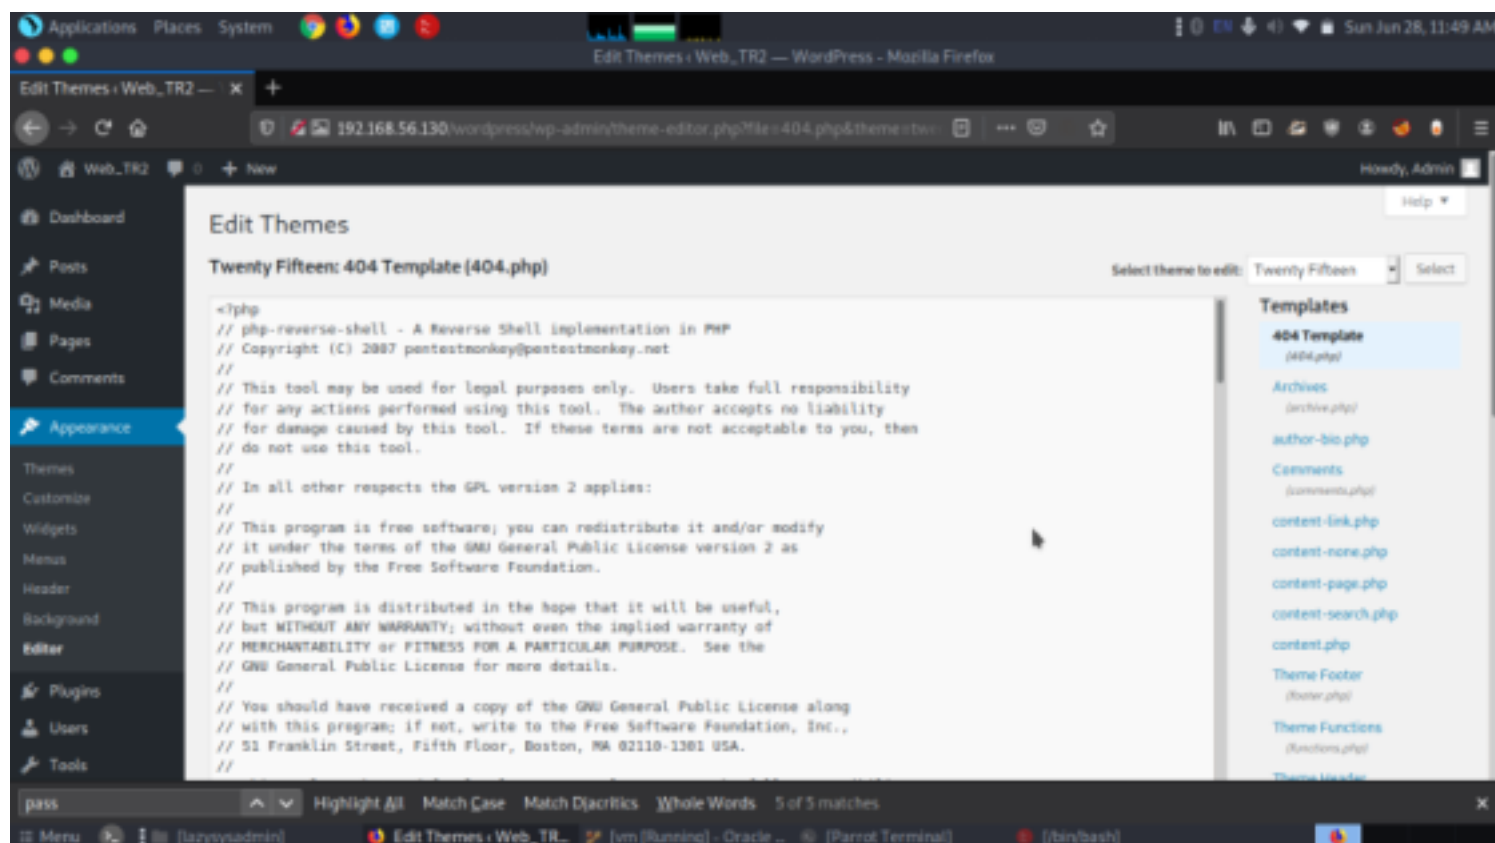 Applications Places System
EN Sun Jun 28, 11:49 AM
Edit Themes ‹ Web_TR2 — WordPress - Mozilla Firefox
Edit Themes ‹ Web_TR2 —
192.168.56.130/wordpress/wp-admin/theme-editor.php?file=404.php&theme=tw
Web_TR2 0 New
Howdy, Admin
Help
Dashboard
Posts
Media
Pages
Comments
Appearance
Themes
Customize
Widgets
Menus
Header
Background
Editor
Plugins
Users
Tools
Edit Themes
Twenty Fifteen: 404 Template (404.php)
Select theme to edit: Twenty Fifteen Select
<?php
// php-reverse-shell - A Reverse Shell implementation in PHP
// Copyright (C) 2007 pentestmonkey@pentestmonkey.net
//
// This tool may be used for legal purposes only.  Users take full responsibility
// for any actions performed using this tool.  The author accepts no liability
// for damage caused by this tool.  If these terms are not acceptable to you, then
// do not use this tool.
//
// In all other respects the GPL version 2 applies:
//
// This program is free software; you can redistribute it and/or modify
// it under the terms of the GNU General Public License version 2 as
// published by the Free Software Foundation.
//
// This program is distributed in the hope that it will be useful,
// but WITHOUT ANY WARRANTY; without even the implied warranty of
// MERCHANTABILITY or FITNESS FOR A PARTICULAR PURPOSE.  See the
// GNU General Public License for more details.
//
// You should have received a copy of the GNU General Public License along
// with this program; if not, write to the Free Software Foundation, Inc.,
// 51 Franklin Street, Fifth Floor, Boston, MA 02110-1301 USA.
//
Templates
404 Template
(404.php)
Archives
(archive.php)
author-bio.php
Comments
(comments.php)
content-link.php
content-none.php
content-page.php
content-search.php
content.php
Theme Footer
(footer.php)
Theme Functions
(functions.php)
Theme Header
pass Highlight All Match Case Match Diacritics Whole Words 5 of 5 matches
Menu [lazysysadmin] Edit Themes ‹ Web_TR... [vm [Running] - Oracle ... [Parrot Terminal] [/bin/bash]